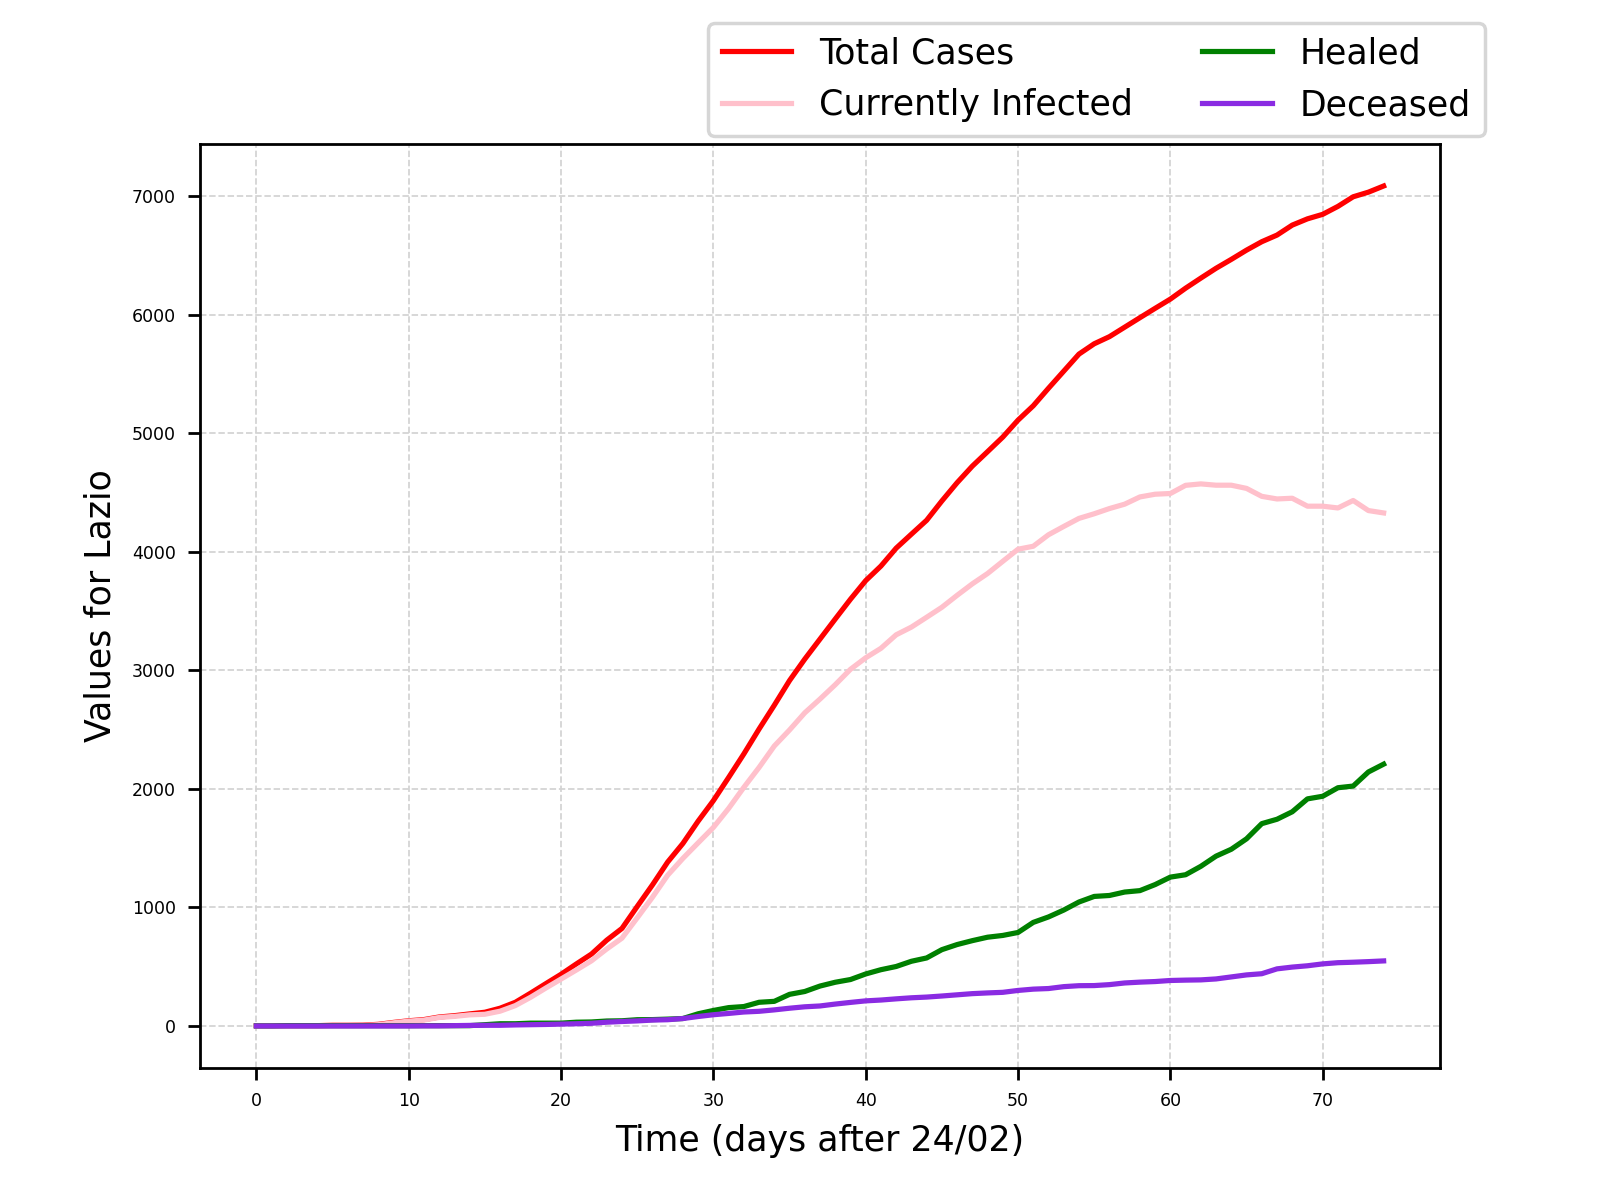 Total Cases
Currently Infected
Healed
Deceased
7000
6000
5000
4000
3000
2000
1000
0
Values for Lazio
0 10 20 30 40 50 60 70
Time (days after 24/02)